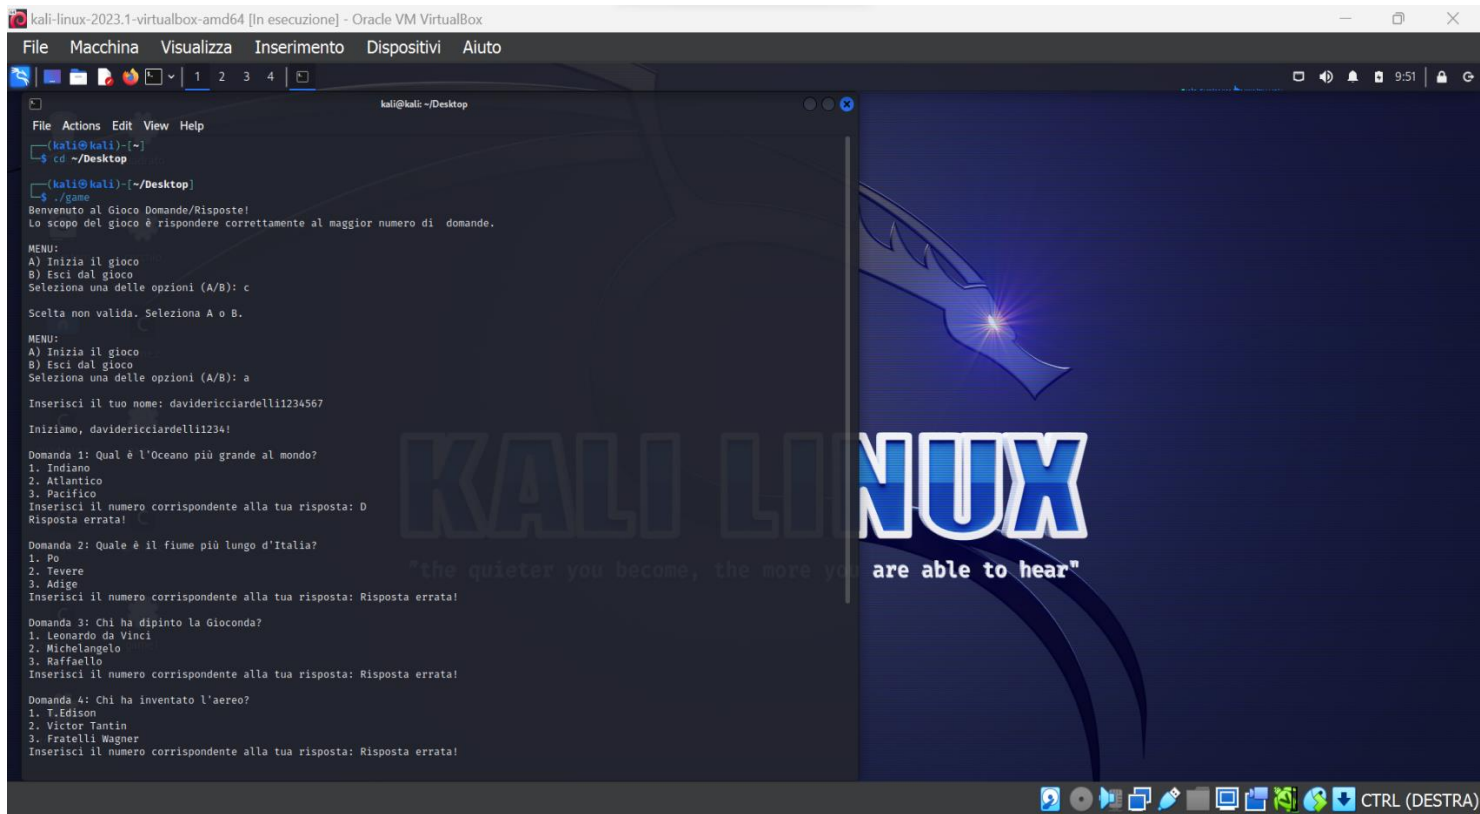 kali-linux-2023.1-virtualbox-amd64 [In esecuzione] - Oracle VM VirtualBox
File Macchina Visualizza Inserimento Dispositivi Aiuto
1 2 3 4 9:51
kali@kali: ~/Desktop
File Actions Edit View Help
(kali㉿kali)-[~]
$ cd ~/Desktop
(kali㉿kali)-[~/Desktop]
$ ./game
Benvenuto al Gioco Domande/Risposte!
Lo scopo del gioco è rispondere correttamente al maggior numero di  domande.
MENU:
A) Inizia il gioco
B) Esci dal gioco
Seleziona una delle opzioni (A/B): c
Scelta non valida. Seleziona A o B.
MENU:
A) Inizia il gioco
B) Esci dal gioco
Seleziona una delle opzioni (A/B): a
Inserisci il tuo nome: davidericciardelli1234567
Iniziamo, davidericciardelli1234!
Domanda 1: Qual è l'Oceano più grande al mondo?
1. Indiano
2. Atlantico
3. Pacifico
Inserisci il numero corrispondente alla tua risposta: D
Risposta errata!
Domanda 2: Quale è il fiume più lungo d'Italia?
1. Po
2. Tevere
3. Adige
Inserisci il numero corrispondente alla tua risposta: Risposta errata!
Domanda 3: Chi ha dipinto la Gioconda?
1. Leonardo da Vinci
2. Michelangelo
3. Raffaello
Inserisci il numero corrispondente alla tua risposta: Risposta errata!
Domanda 4: Chi ha inventato l'aereo?
1. T.Edison
2. Victor Tantin
3. Fratelli Wagner
Inserisci il numero corrispondente alla tua risposta: Risposta errata!
KALI LINUX
"the quieter you become, the more you are able to hear"
CTRL (DESTRA)